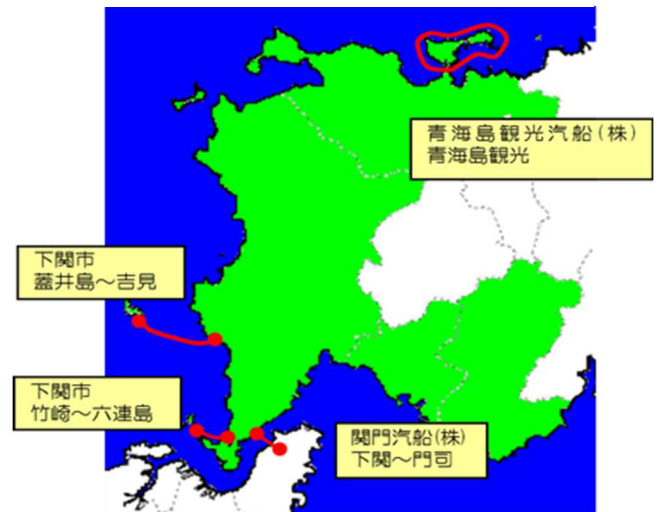 青海島観光汽船(株)
青海島観光
下関市
蓋井島～吉見
下関市
竹崎～六連島
関門汽船(株)
下関～門司